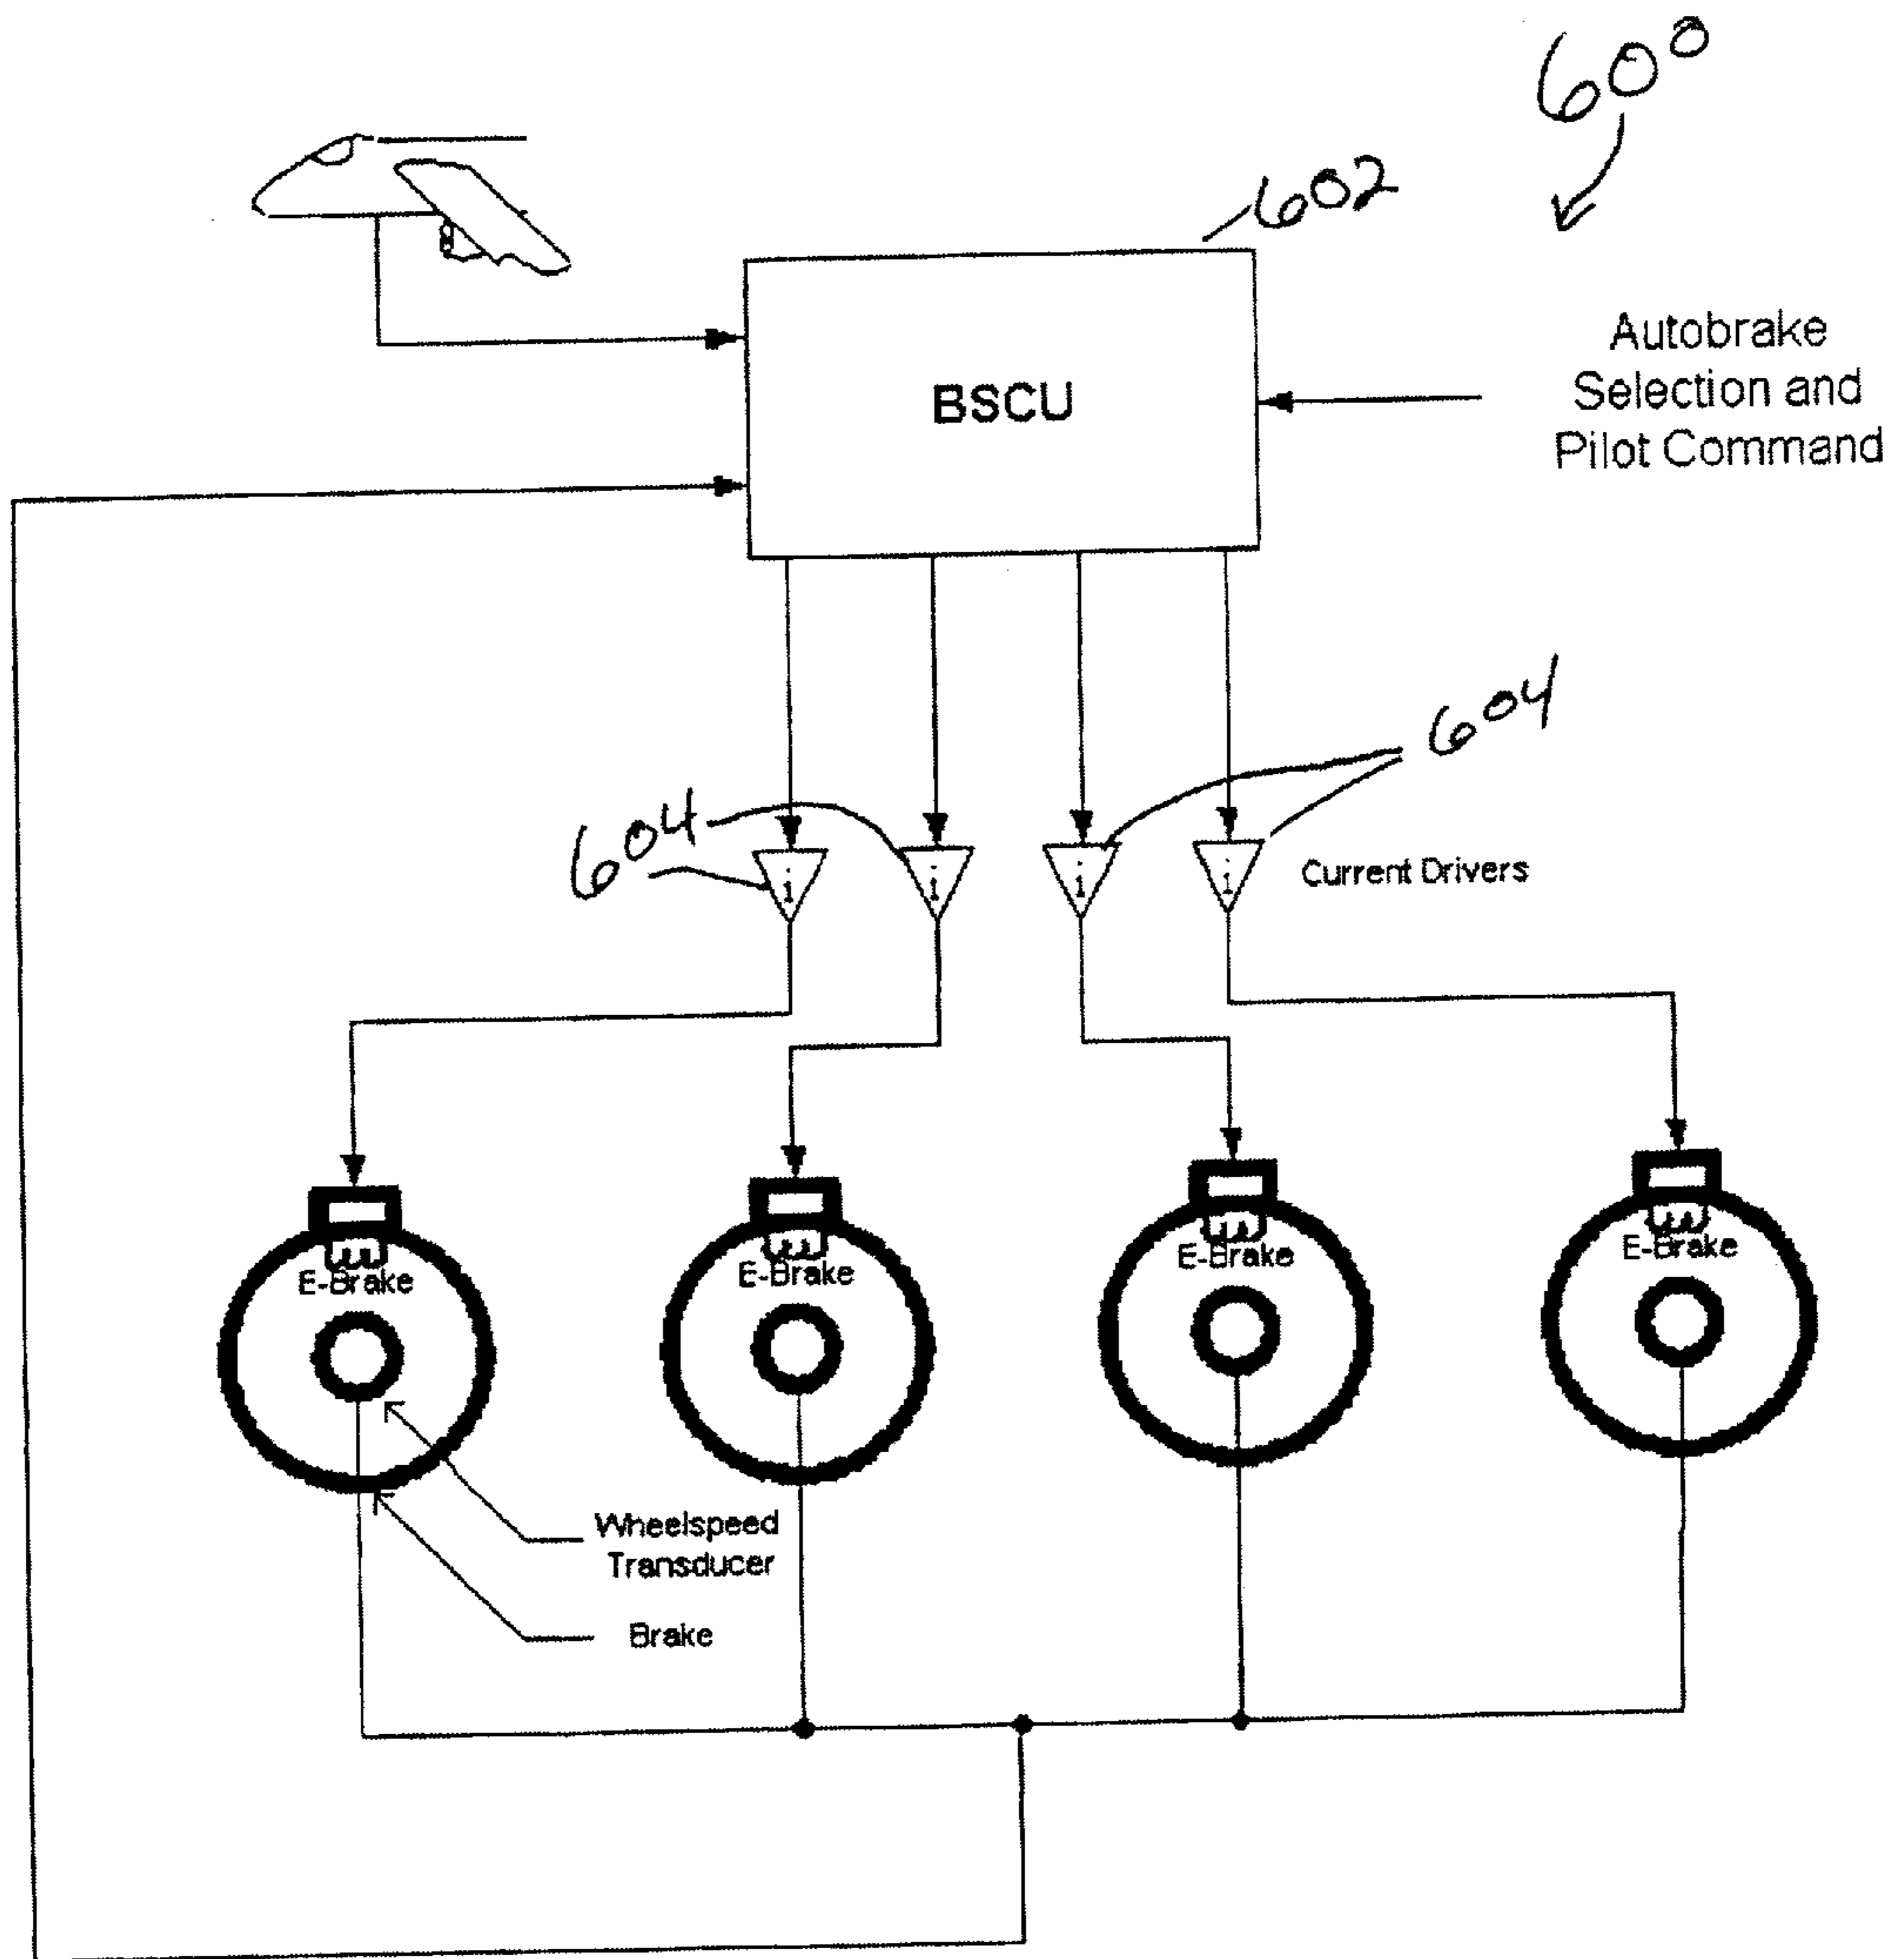 600
602
BSCU
Autobrake
Selection and
Pilot Command
604
604
i
i
i
i
Current Drivers
E-Brake
E-Brake
E-Brake
E-Brake
Wheelspeed
Transducer
Brake